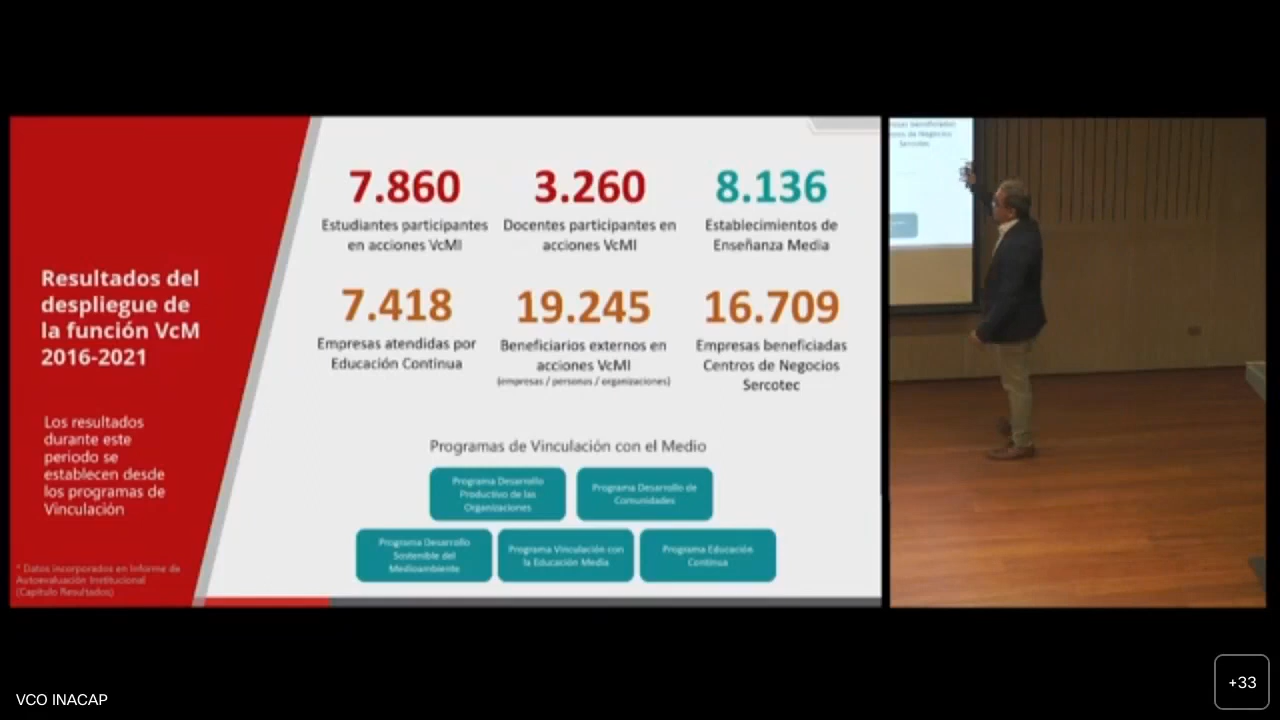 Resultados del
despliegue de
la función VcM
2016-2021
Los resultados
durante este
periodo se
establecen desde
los programas de
Vinculación
* Datos incorporados en Informe de
Autoevaluación Institucional
(Capítulo Resultados)
7.860
Estudiantes participantes
en acciones VcMI
3.260
Docentes participantes en
acciones VcMI
8.136
Establecimientos de
Enseñanza Media
7.418
Empresas atendidas por
Educación Continua
19.245
Beneficiarios externos en
acciones VcMI
(empresas / personas / organizaciones)
16.709
Empresas beneficiadas
Centros de Negocios
Sercotec
Programas de Vinculación con el Medio
Programa Desarrollo
Productivo de las
Organizaciones
Programa Desarrollo de
Comunidades
Programa Desarrollo
Sostenible del
Medioambiente
Programa Vinculación con
la Educación Media
Programa Educación
Continua
beneficiados
de Negocios
Sercotec
VCO INACAP
+33